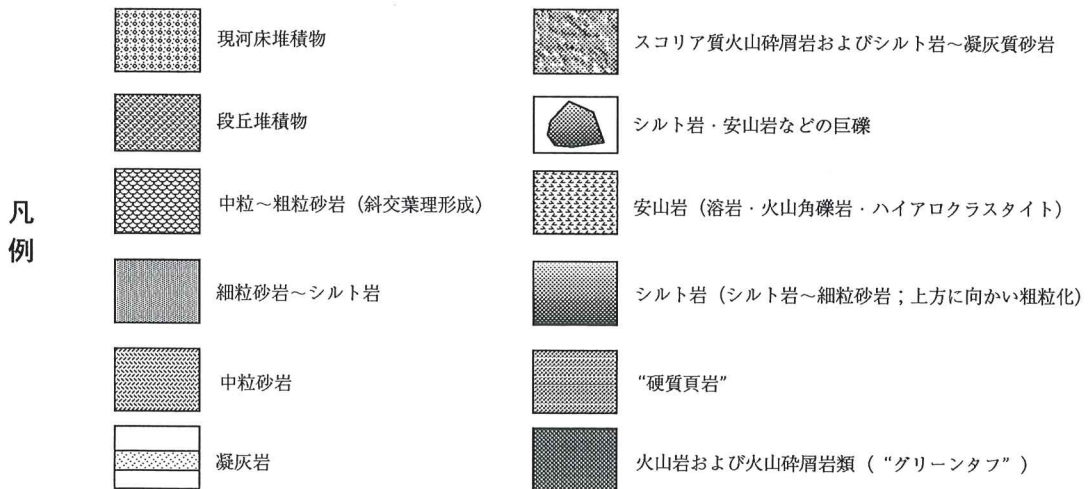 凡例
現河床堆積物
段丘堆積物
中粒～粗粒砂岩（斜交葉理形成）
細粒砂岩～シルト岩
中粒砂岩
凝灰岩
スコリア質火山砕屑岩およびシルト岩～凝灰質砂岩
シルト岩・安山岩などの巨礫
安山岩（溶岩・火山角礫岩・ハイアロクラスタイト）
シルト岩（シルト岩～細粒砂岩；上方に向かい粗粒化）
“硬質頁岩”
火山岩および火山砕屑岩類（“グリーンタフ”）